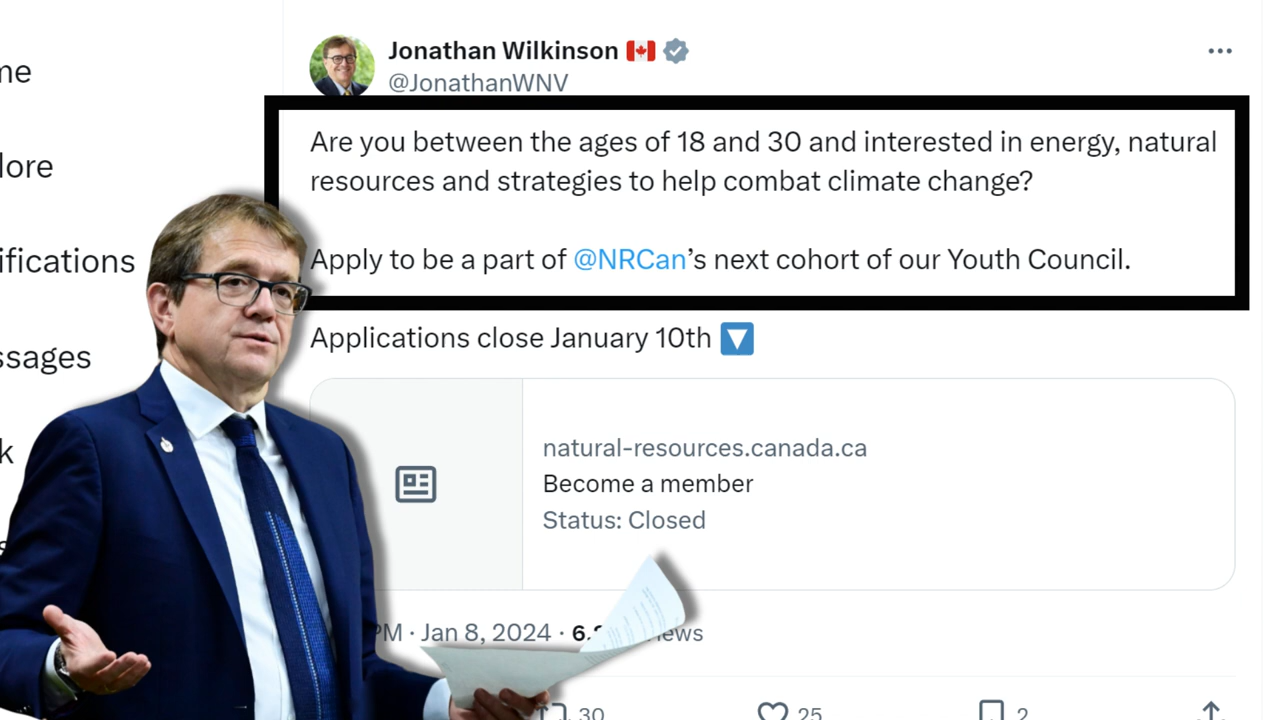 me
lore
ifications
ssages
k
Jonathan Wilkinson
@JonathanWNV
Are you between the ages of 18 and 30 and interested in energy, natural
resources and strategies to help combat climate change?
Apply to be a part of @NRCan's next cohort of our Youth Council.
Applications close January 10th
natural-resources.canada.ca
Become a member
Status: Closed
PM · Jan 8, 2024 · 6.
30
25
2